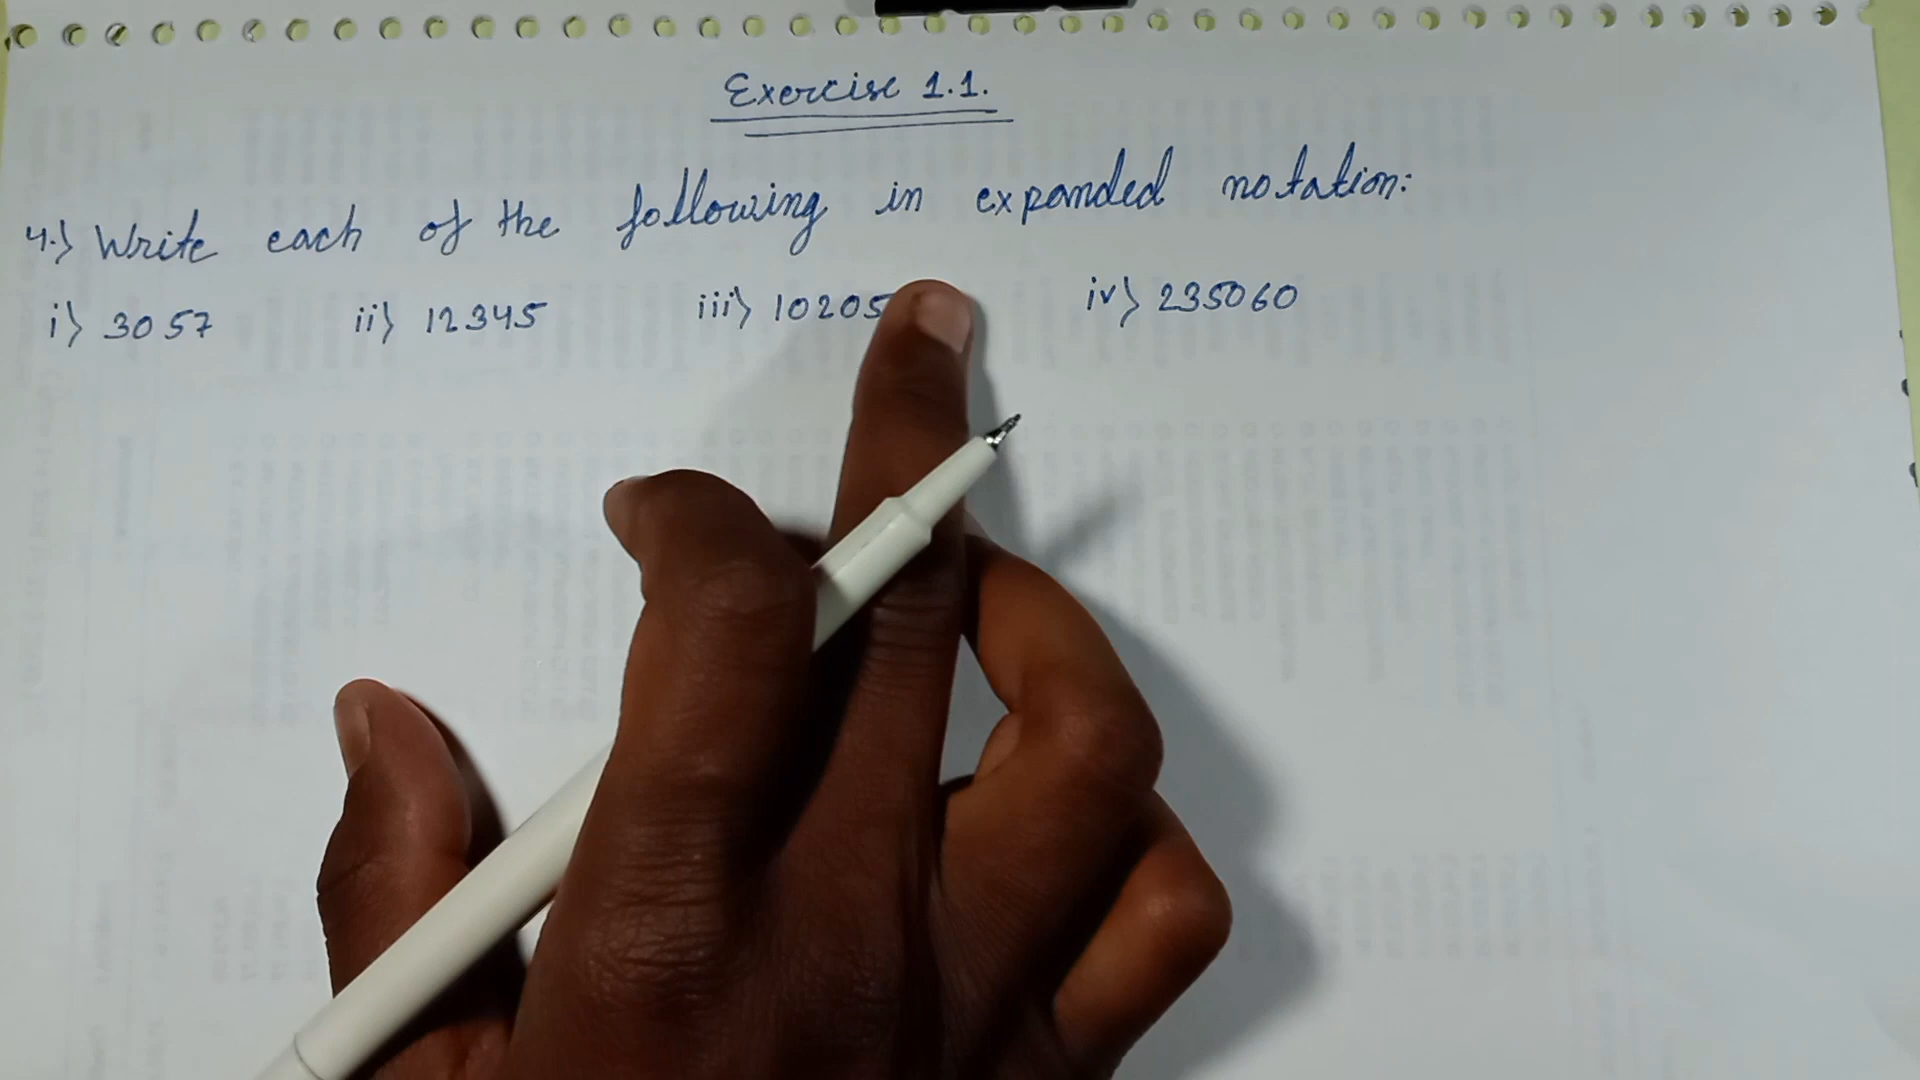 Exercise 1.1.
4.) Write each of the following in expanded notation:
i) 3057 ii) 12345 iii) 10205 iv) 235060